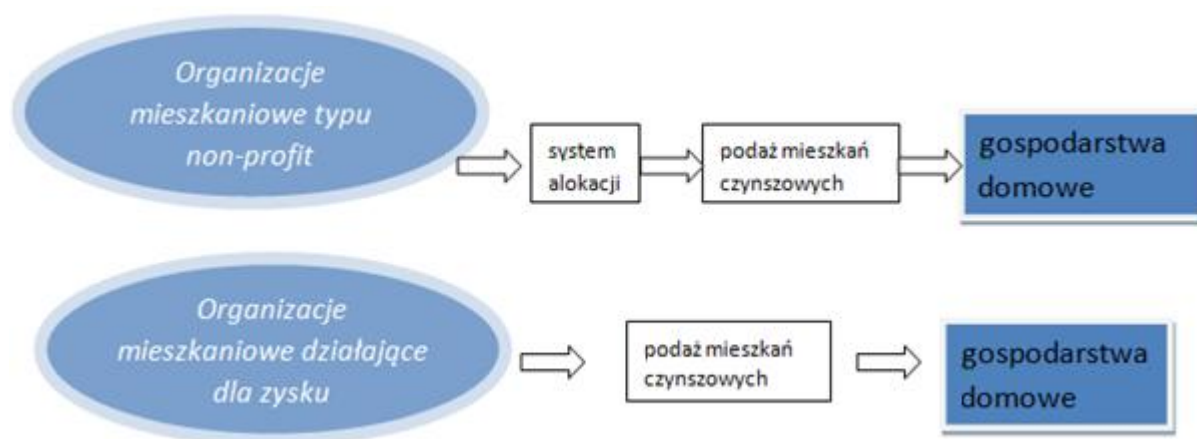 Organizacje
mieszkaniowe typu
non-profit
system
alokacji
podaż mieszkań
czynszowych
gospodarstwa
domowe
Organizacje
mieszkaniowe działające
dla zysku
podaż mieszkań
czynszowych
gospodarstwa
domowe